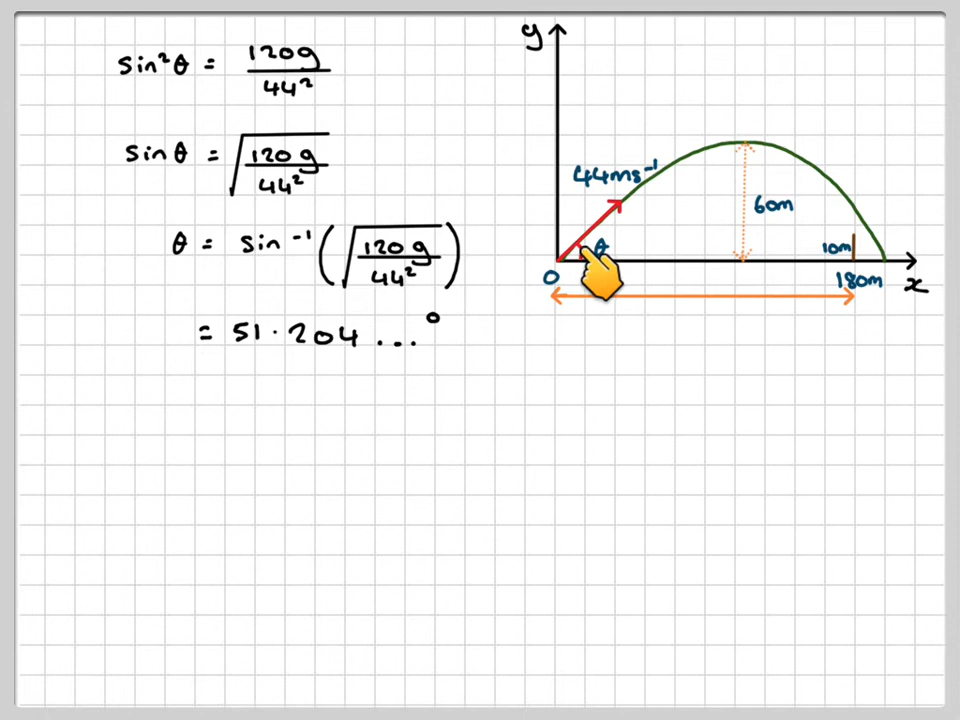 sin²θ = 120g / 44²
sinθ = √(120g / 44²)
θ = sin⁻¹(√(120g / 44²))
= 51.204 ...°
y
44ms⁻¹
60m
θ
10m
0
180m
x